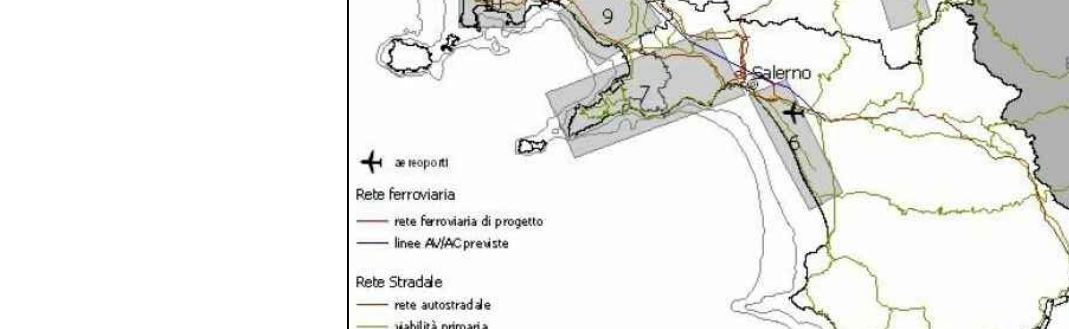 9
Salerno
7
6
aereoporti
Rete ferroviaria
rete ferroviaria di progetto
linee AV/AC previste
Rete Stradale
rete autostradale
viabilità primaria